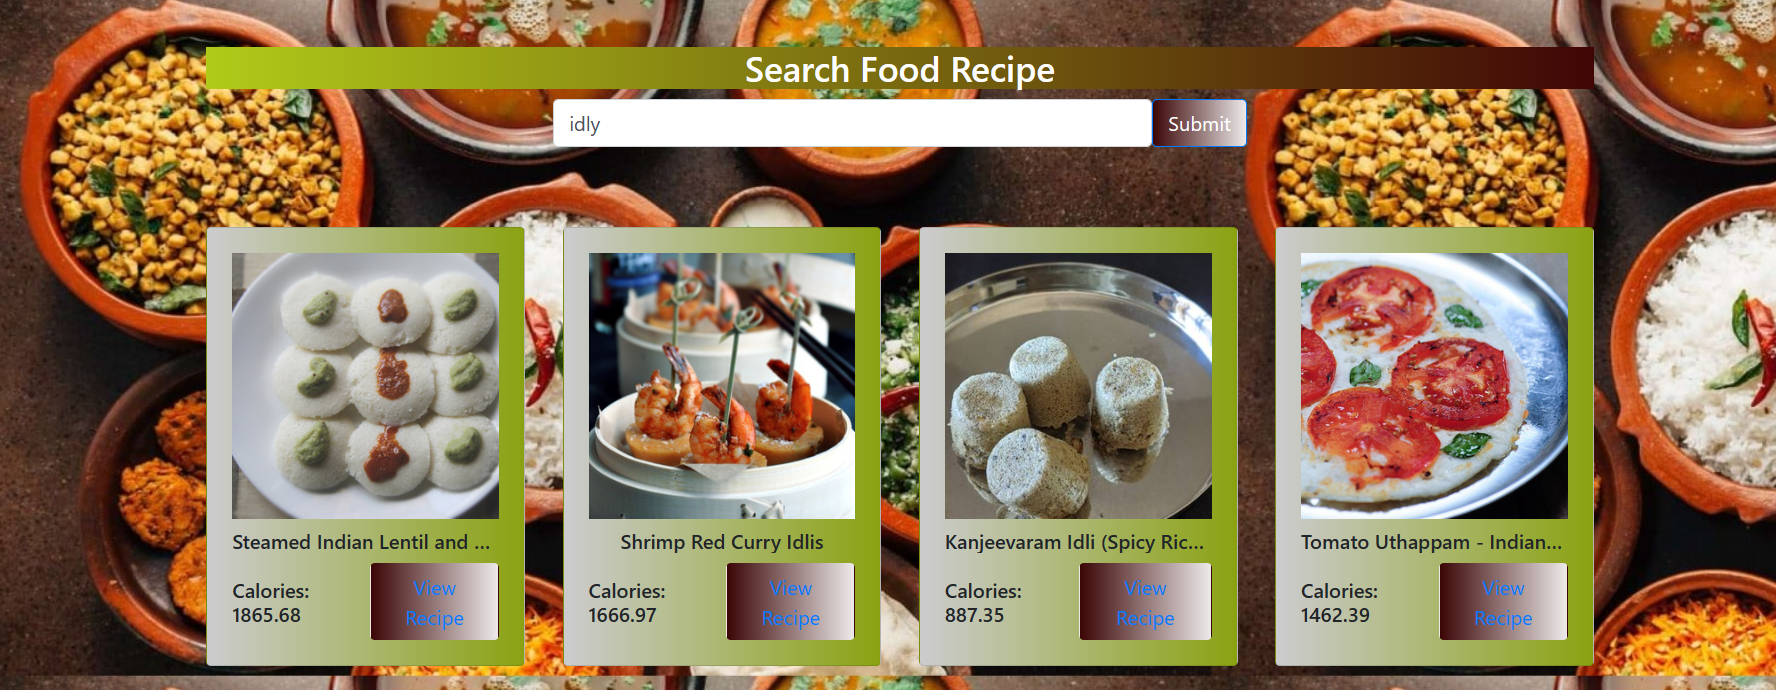 Search Food Recipe
idly
Submit
Steamed Indian Lentil and ...
Calories:
1865.68
View
Recipe
Shrimp Red Curry Idlis
Calories:
1666.97
View
Recipe
Kanjeevaram Idli (Spicy Ric...
Calories:
887.35
View
Recipe
Tomato Uthappam - Indian...
Calories:
1462.39
View
Recipe